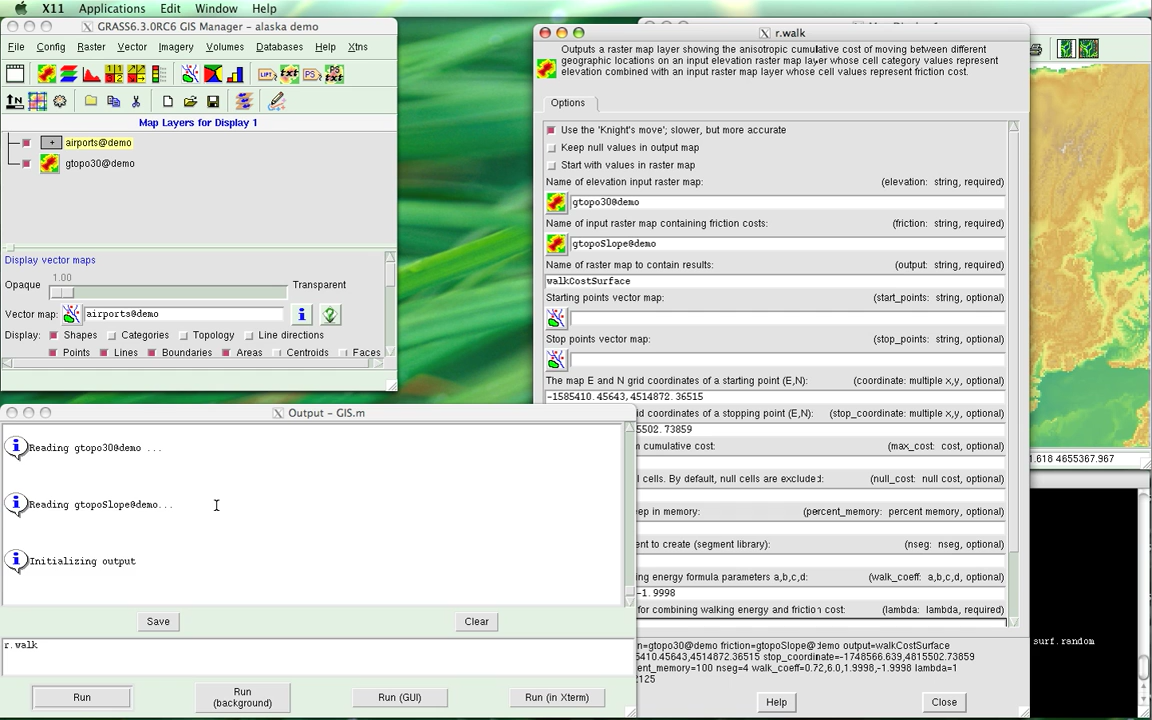 X11 Applications Edit Window Help
GRASS6.3.0RC6 GIS Manager - alaska demo
File Config Raster Vector Imagery Volumes Databases Help Xtns
Map Layers for Display 1
airports@demo
gtopo30@demo
Display vector maps
Opaque 1.00 Transparent
Vector map: airports@demo
Display: Shapes Categories Topology Line directions
Points Lines Boundaries Areas Centroids Faces
Output - GIS.m
Reading gtopo30@demo ...
Reading gtopoSlope@demo...
Initializing output
Save Clear
r.walk
Run
Run
(background)
Run (GUI)
Run (in Xterm)
r.walk
Outputs a raster map layer showing the anisotropic cumulative cost of moving between different
geographic locations on an input elevation raster map layer whose cell category values represent
elevation combined with an input raster map layer whose cell values represent friction cost.
Options
Use the 'Knight's move'; slower, but more accurate
Keep null values in output map
Start with values in raster map
Name of elevation input raster map: (elevation: string, required)
gtopo30@demo
Name of input raster map containing friction costs: (friction: string, required)
gtopoSlope@demo
Name of raster map to contain results: (output: string, required)
walkCostSurface
Starting points vector map: (start_points: string, optional)
Stop points vector map: (stop_points: string, optional)
The map E and N grid coordinates of a starting point (E,N): (coordinate: multiple x,y, optional)
-1585410.45643,4514872.36515
id coordinates of a stopping point (E,N): (stop_coordinate: multiple x,y, optional)
5502.73859
cumulative cost: (max_cost: cost, optional)
l cells. By default, null cells are excluded: (null_cost: null cost, optional)
eep in memory: (percent_memory: percent memory, optional)
ent to create (segment library): (nseg: nseg, optional)
ing energy formula parameters a,b,c,d: (walk_coeff: a,b,c,d, optional)
-1.9998
for combining walking energy and friction cost: (lambda: lambda, required)
n=gtopo30@demo friction=gtopoSlope@demo output=walkCostSurface
5410.45643,4514872.36515 stop_coordinate=-1748566.639,4815502.73859
ent_memory=100 nseg=4 walk_coeff=0.72,6.0,1.9998,-1.9998 lambda=1
2125
Help Close
1.618 4655367.967
surf.random